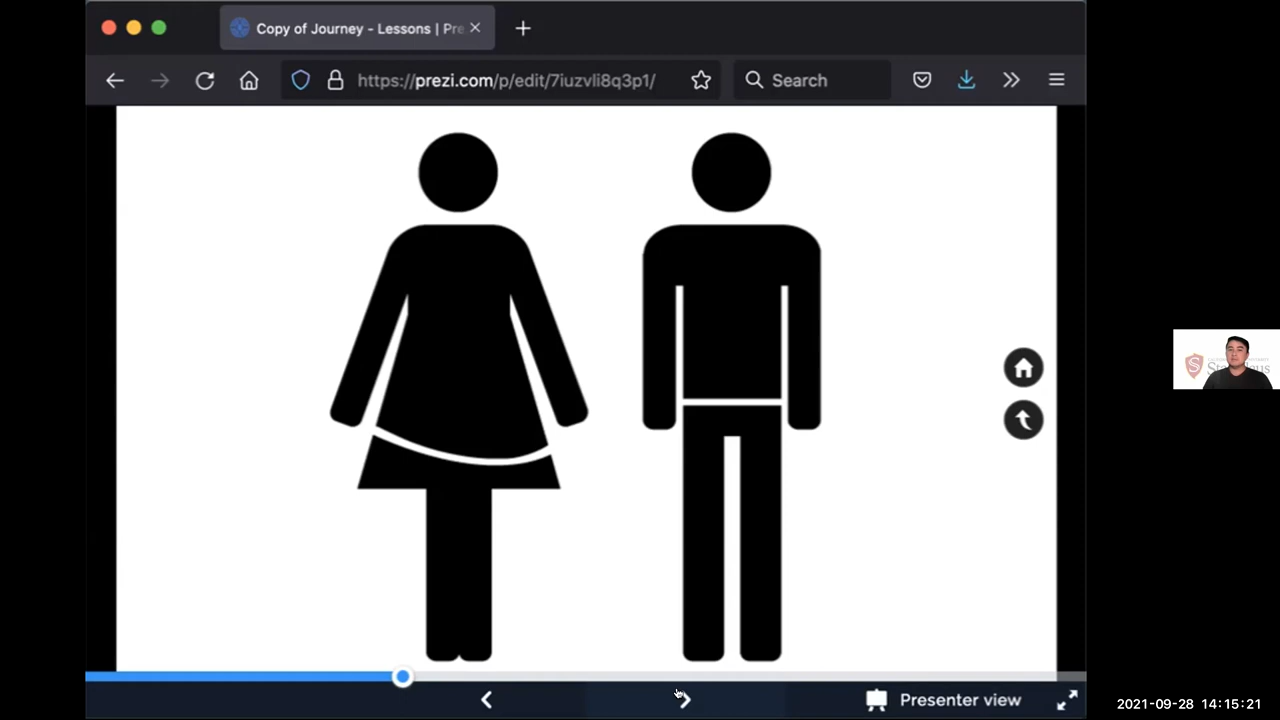 Copy of Journey - Lessons | Pre
https://prezi.com/p/edit/7iuzvli8q3p1/
Search
S
Presenter view
2021-09-28 14:15:21